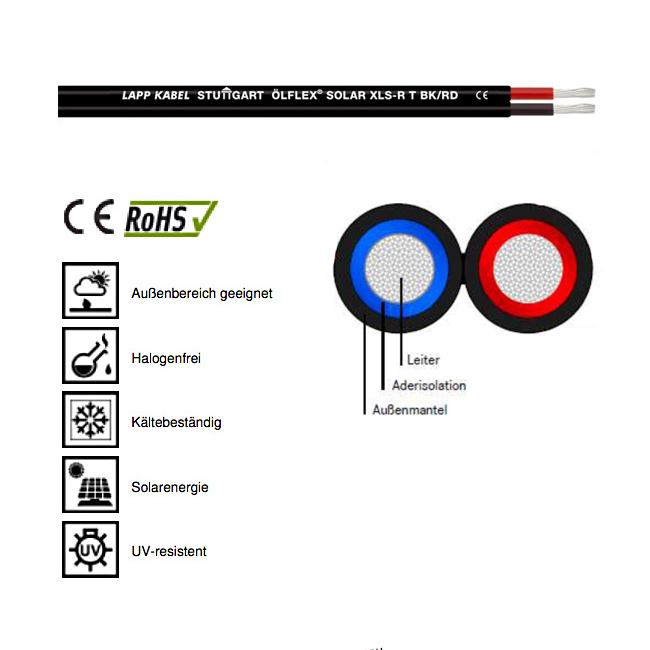 LAPP KABEL STUTTGART ÖLFLEX® SOLAR XLS-R T BK/RD CE
CE RoHS
Außenbereich geeignet
Halogenfrei
Kältebeständig
Solarenergie
UV
UV-resistent
Leiter
Aderisolation
Außenmantel